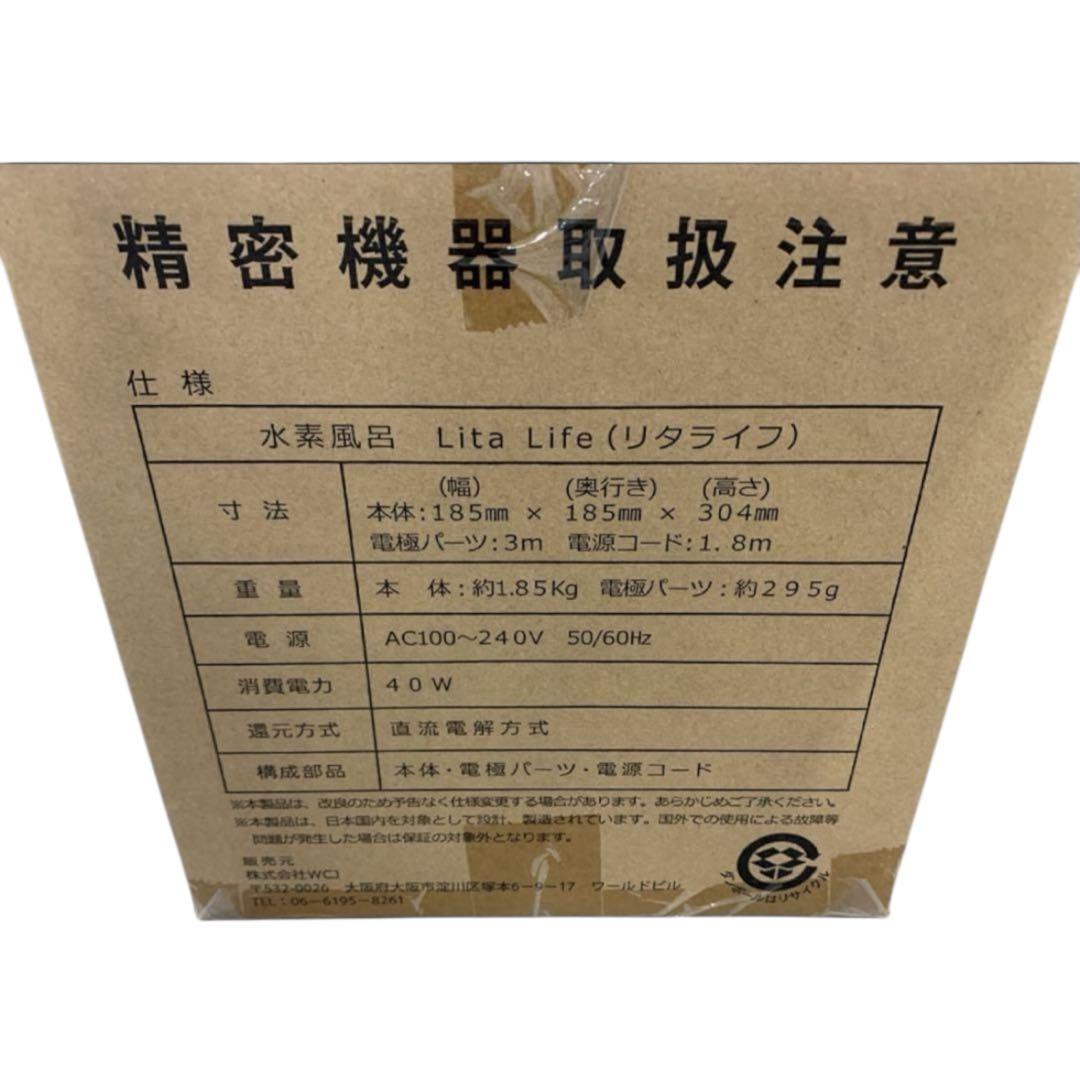 精密機器取扱注意
仕様
水素風呂 Lita Life(リタライフ)
寸法
(幅) (奥行き) (高さ)
本体:185㎜ × 185㎜ × 304㎜
電極パーツ:3m 電源コード:1.8m
重量 本 体:約1.85Kg 電極パーツ:約295g
電源 AC100～240V 50/60Hz
消費電力 40W
還元方式 直流電解方式
構成部品 本体・電極パーツ・電源コード
※本製品は、改良のため予告なく仕様変更する場合があります。あらかじめご了承ください。
※本製品は、日本国内を対象として設計、製造されています。国外での使用による故障等
問題が発生した場合は保証の対象外となります。
販売元
株式会社WCJ
〒532-0026 大阪府大阪市淀川区塚本6-9-17 ワールドビル
TEL:06-6195-8261
ダンボールはリサイクル